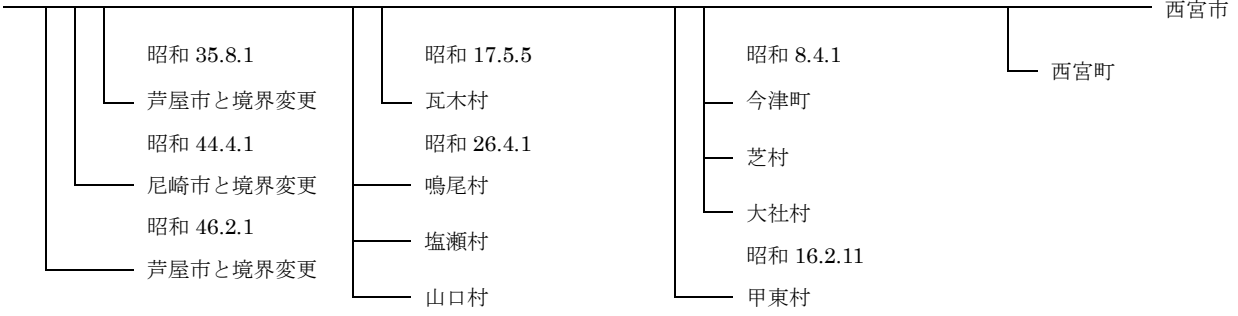 西宮市
西宮町
昭和 8.4.1
今津町
芝村
大社村
昭和 16.2.11
甲東村
昭和 17.5.5
瓦木村
昭和 26.4.1
鳴尾村
塩瀬村
山口村
昭和 35.8.1
芦屋市と境界変更
昭和 44.4.1
尼崎市と境界変更
昭和 46.2.1
芦屋市と境界変更